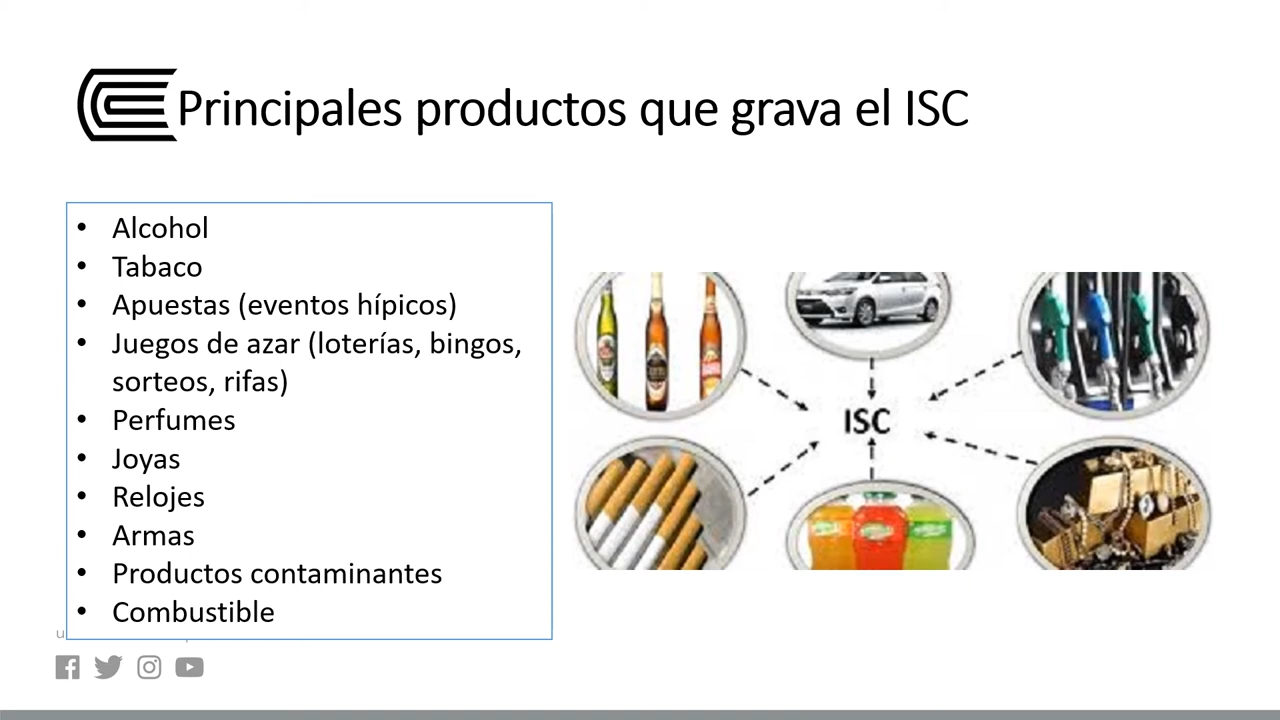 Principales productos que grava el ISC
• Alcohol
• Tabaco
• Apuestas (eventos hípicos)
• Juegos de azar (loterías, bingos,
sorteos, rifas)
• Perfumes
• Joyas
• Relojes
• Armas
• Productos contaminantes
• Combustible
ISC